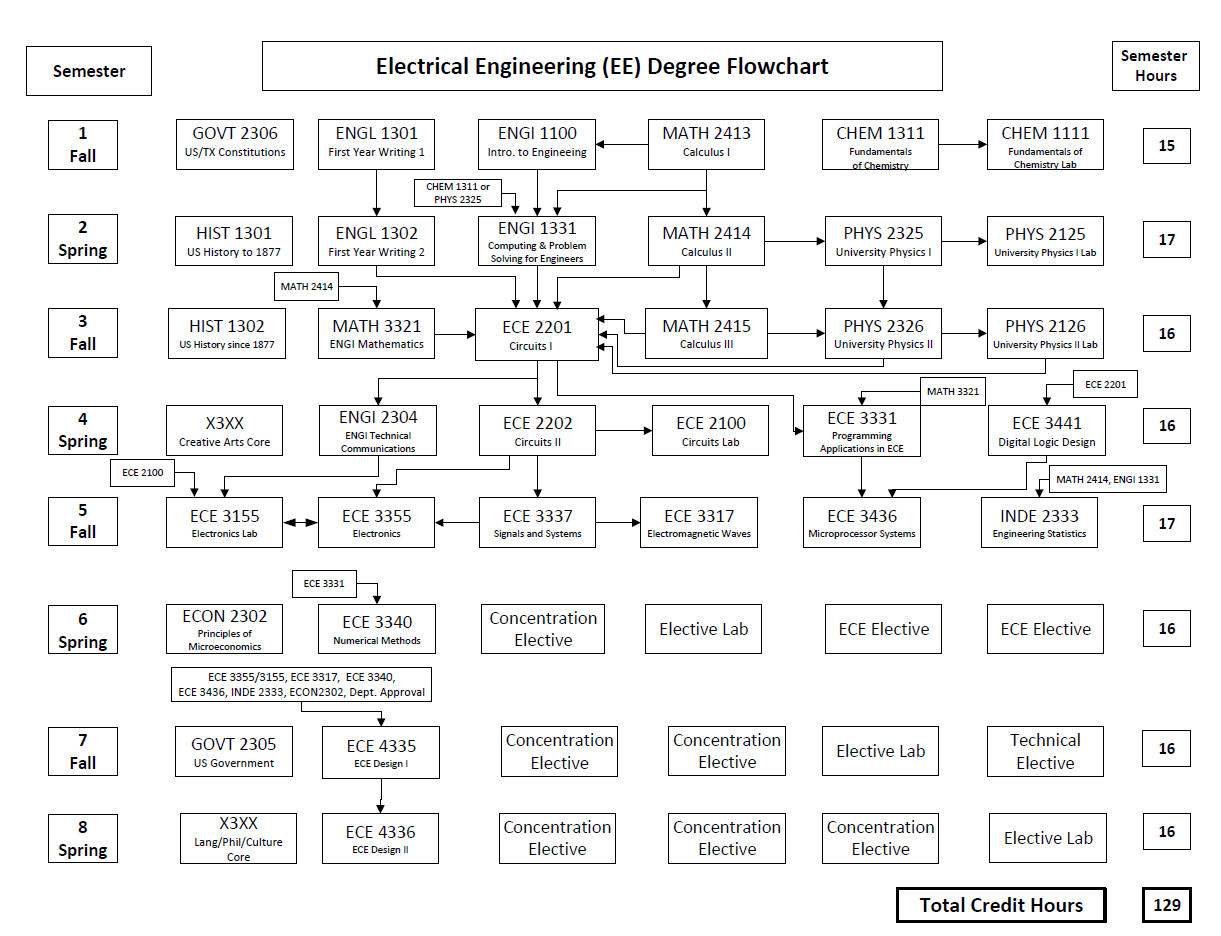 Semester
Electrical Engineering (EE) Degree Flowchart
Semester
Hours
1
Fall
GOVT 2306
US/TX Constitutions
ENGL 1301
First Year Writing 1
ENGI 1100
Intro. to Engineeing
MATH 2413
Calculus I
CHEM 1311
Fundamentals
of Chemistry
CHEM 1111
Fundamentals of
Chemistry Lab
15
CHEM 1311 or
PHYS 2325
2
Spring
HIST 1301
US History to 1877
ENGL 1302
First Year Writing 2
ENGI 1331
Computing & Problem
Solving for Engineers
MATH 2414
Calculus II
PHYS 2325
University Physics I
PHYS 2125
University Physics I Lab
17
MATH 2414
3
Fall
HIST 1302
US History since 1877
MATH 3321
ENGI Mathematics
ECE 2201
Circuits I
MATH 2415
Calculus III
PHYS 2326
University Physics II
PHYS 2126
University Physics II Lab
16
MATH 3321
ECE 2201
4
Spring
X3XX
Creative Arts Core
ENGI 2304
ENGI Technical
Communications
ECE 2202
Circuits II
ECE 2100
Circuits Lab
ECE 3331
Programming
Applications in ECE
ECE 3441
Digital Logic Design
16
ECE 2100
MATH 2414, ENGI 1331
5
Fall
ECE 3155
Electronics Lab
ECE 3355
Electronics
ECE 3337
Signals and Systems
ECE 3317
Electromagnetic Waves
ECE 3436
Microprocessor Systems
INDE 2333
Engineering Statistics
17
ECE 3331
6
Spring
ECON 2302
Principles of
Microeconomics
ECE 3340
Numerical Methods
Concentration
Elective
Elective Lab
ECE Elective
ECE Elective
16
ECE 3355/3155, ECE 3317, ECE 3340,
ECE 3436, INDE 2333, ECON2302, Dept. Approval
7
Fall
GOVT 2305
US Government
ECE 4335
ECE Design I
Concentration
Elective
Concentration
Elective
Elective Lab
Technical
Elective
16
8
Spring
X3XX
Lang/Phil/Culture
Core
ECE 4336
ECE Design II
Concentration
Elective
Concentration
Elective
Concentration
Elective
Elective Lab
16
Total Credit Hours
129